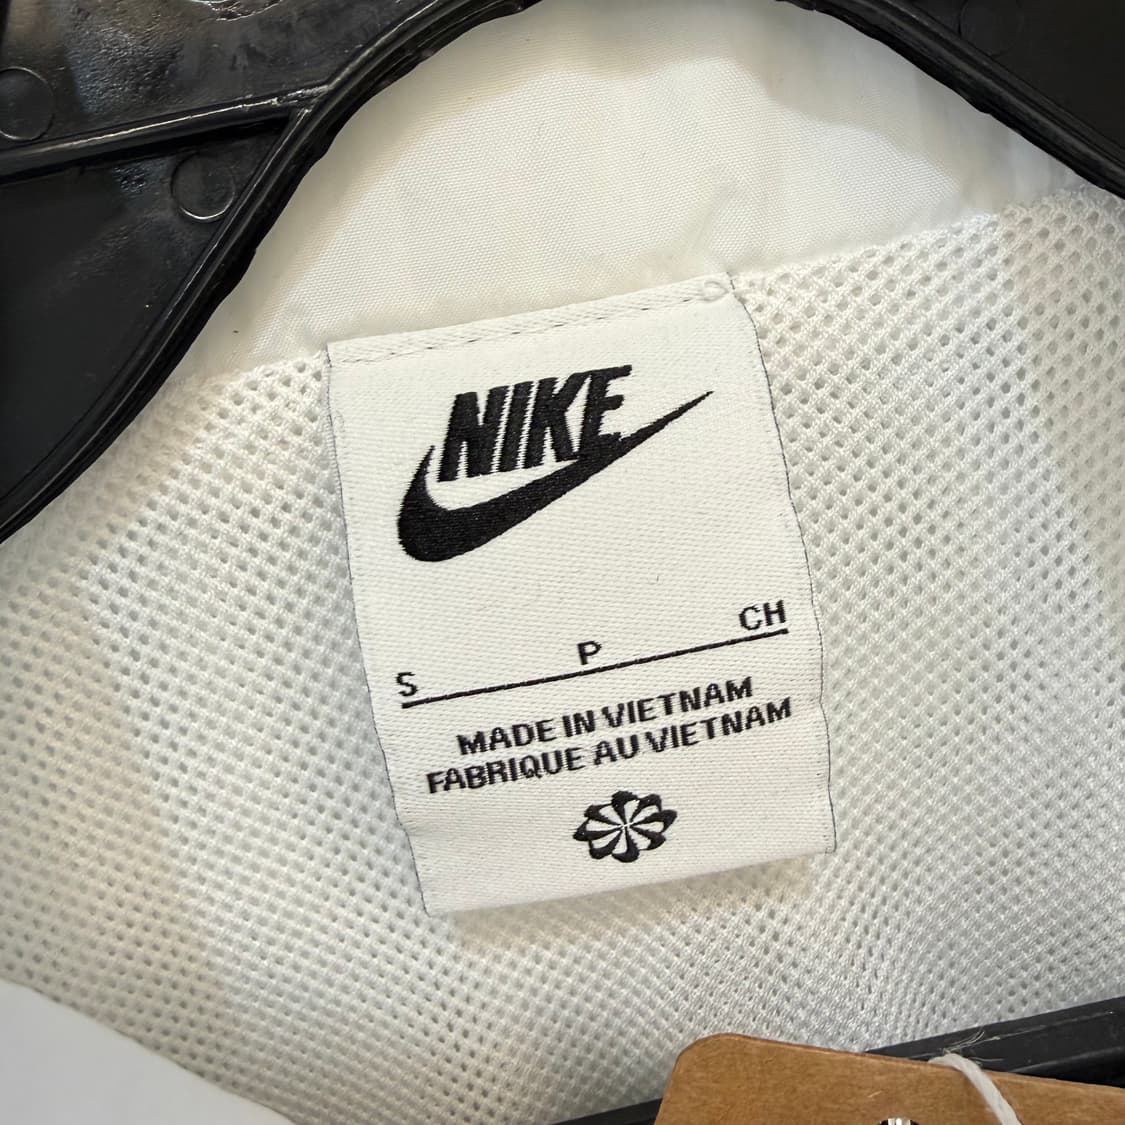 NIKE
S P CH
MADE IN VIETNAM
FABRIQUE AU VIETNAM